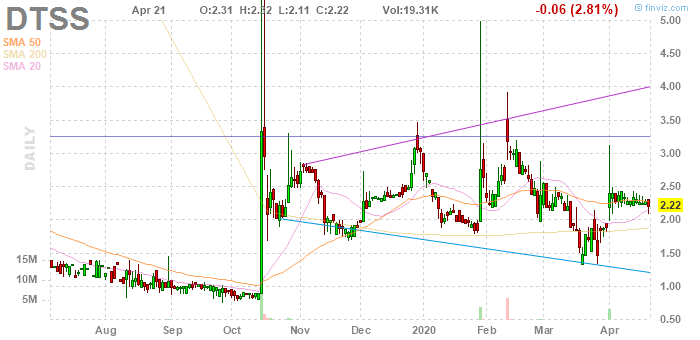 DTSS Apr 21 O:2.31 H:2.32 L:2.11 C:2.22 Vol:19.31K -0.06 (2.81%) © finviz.com
SMA 50
SMA 200
SMA 20
DAILY
5.00
4.50
4.00
3.50
3.00
2.50
2.22
2.00
1.50
1.00
0.50
15M
10M
5M
Aug Sep Oct Nov Dec 2020 Feb Mar Apr